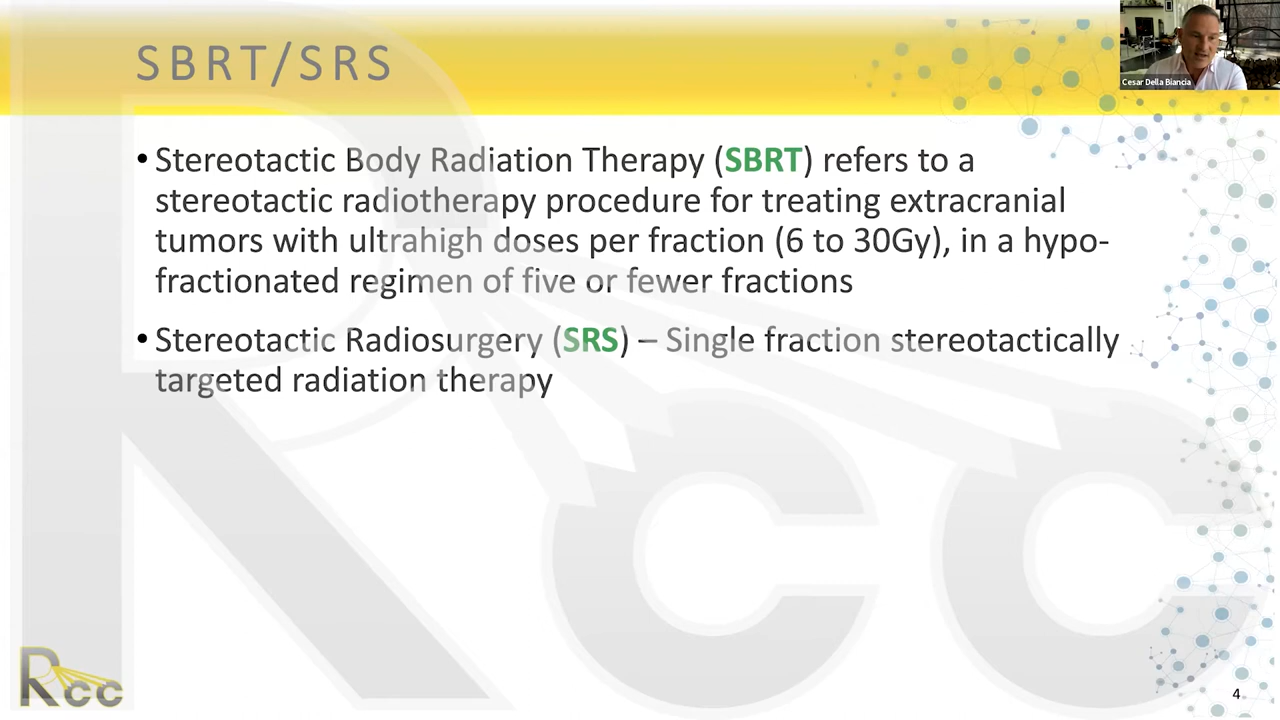 SBRT/SRS
Cesar Della Biancia
• Stereotactic Body Radiation Therapy (SBRT) refers to a
stereotactic radiotherapy procedure for treating extracranial
tumors with ultrahigh doses per fraction (6 to 30Gy), in a hypo-
fractionated regimen of five or fewer fractions
• Stereotactic Radiosurgery (SRS) – Single fraction stereotactically
targeted radiation therapy
Rcc
Rcc
4